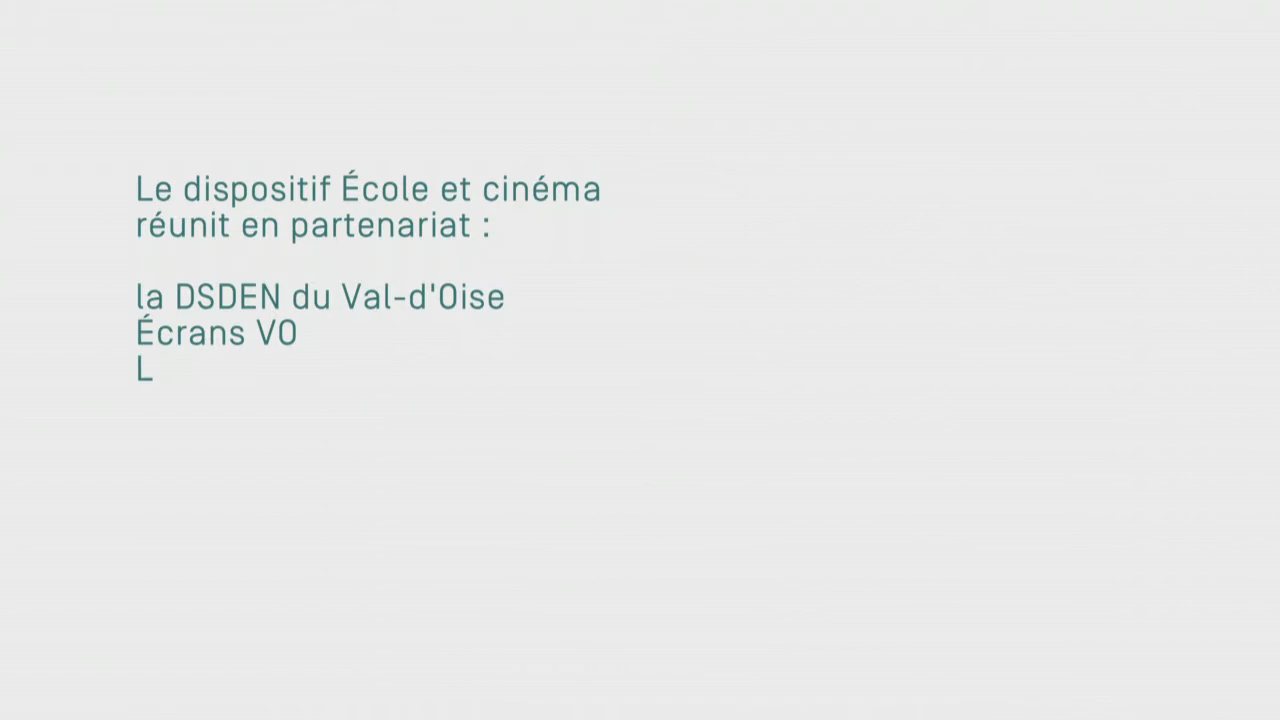 Le dispositif École et cinéma
réunit en partenariat :
la DSDEN du Val-d'Oise
Écrans VO
L